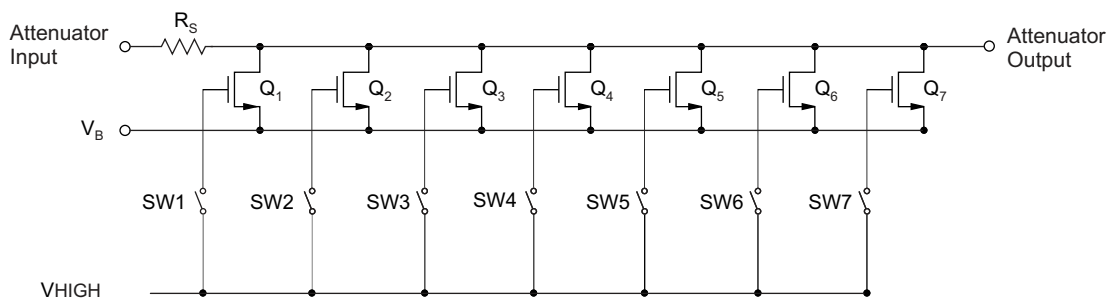 Attenuator
Input
R_S
Attenuator
Output
Q_1
Q_2
Q_3
Q_4
Q_5
Q_6
Q_7
V_B
SW1
SW2
SW3
SW4
SW5
SW6
SW7
VHIGH